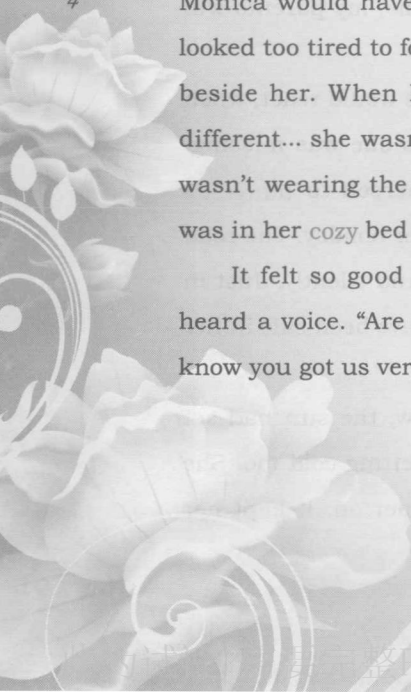 4
Monica would have
looked too tired to fe
beside her. When
different... she wasn
wasn't wearing the
was in her cozy bed
It felt so good
heard a voice. “Are
know you got us ver